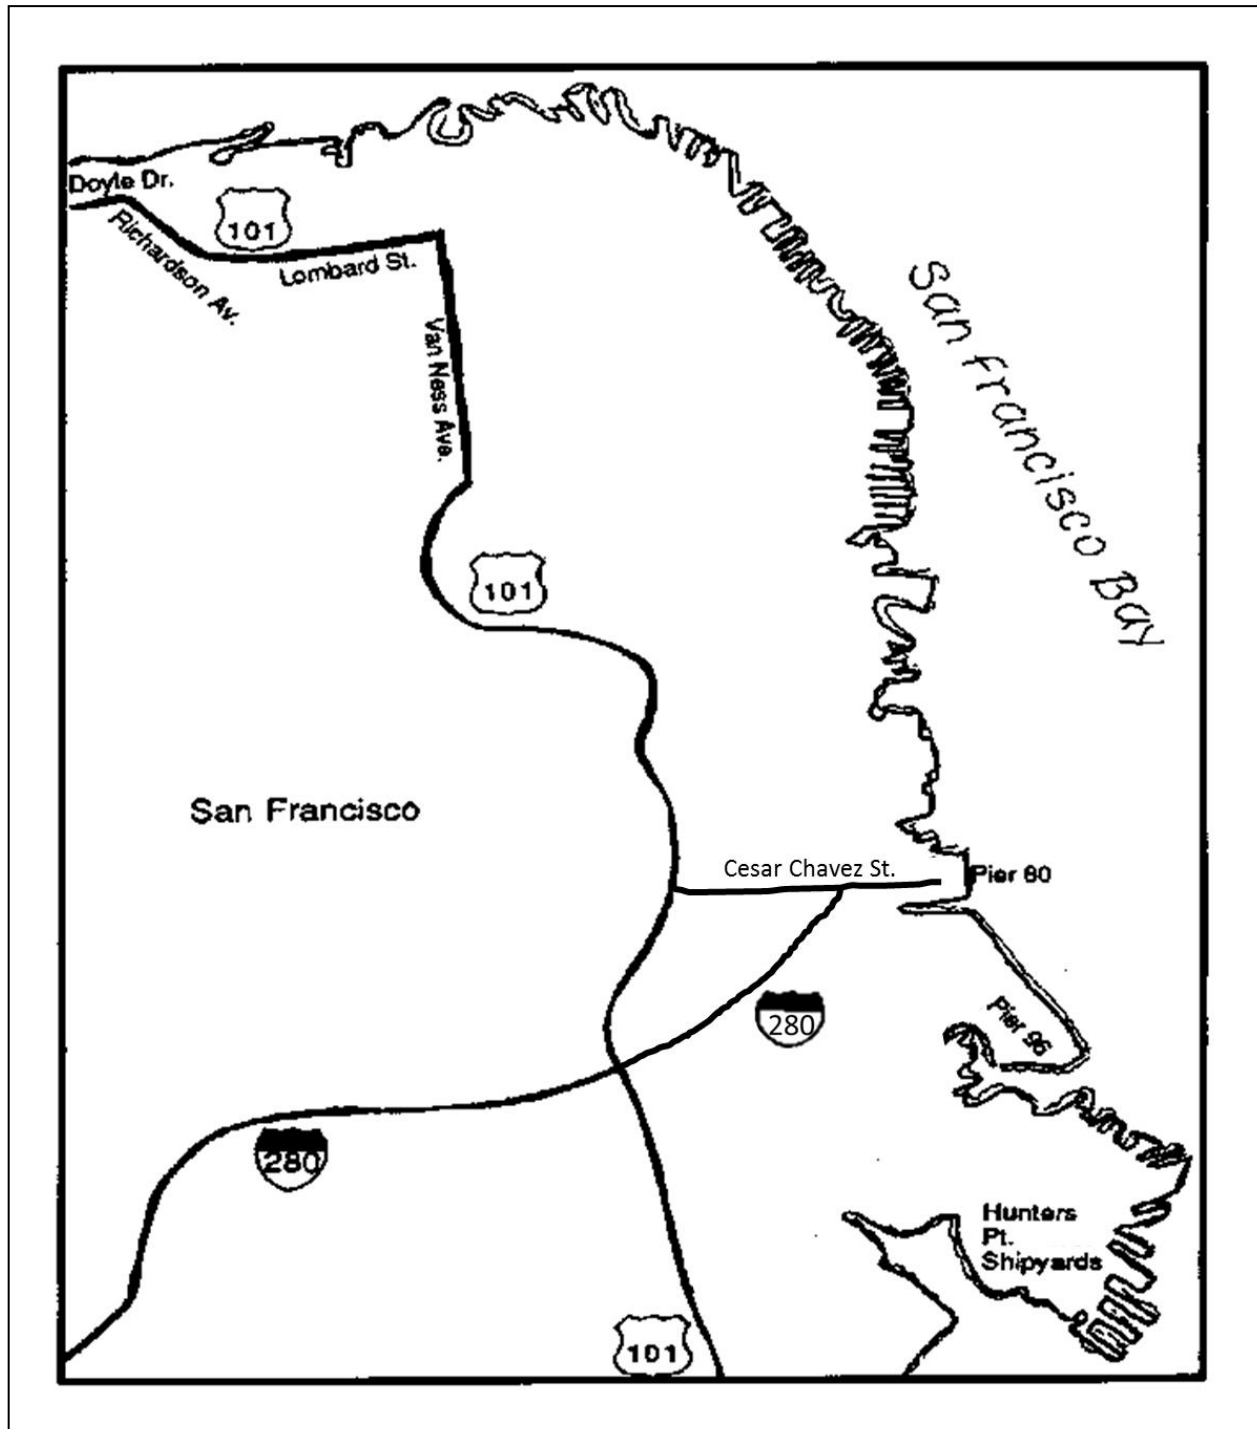 Doyle Dr.
101
Richardson Av.
Lombard St.
San Francisco Bay
Van Ness Ave.
101
San Francisco
Cesar Chavez St.
Pier 80
280
Pier 96
280
Hunters
Pt.
Shipyards
101